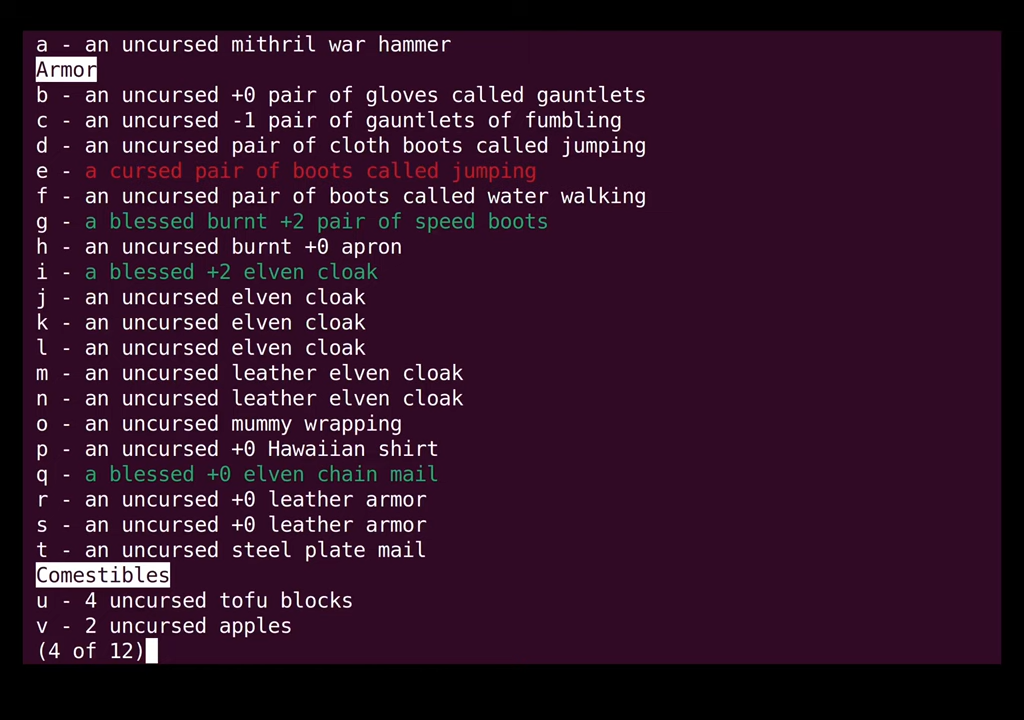 a - an uncursed mithril war hammer
Armor
b - an uncursed +0 pair of gloves called gauntlets
c - an uncursed -1 pair of gauntlets of fumbling
d - an uncursed pair of cloth boots called jumping
e - a cursed pair of boots called jumping
f - an uncursed pair of boots called water walking
g - a blessed burnt +2 pair of speed boots
h - an uncursed burnt +0 apron
i - a blessed +2 elven cloak
j - an uncursed elven cloak
k - an uncursed elven cloak
l - an uncursed elven cloak
m - an uncursed leather elven cloak
n - an uncursed leather elven cloak
o - an uncursed mummy wrapping
p - an uncursed +0 Hawaiian shirt
q - a blessed +0 elven chain mail
r - an uncursed +0 leather armor
s - an uncursed +0 leather armor
t - an uncursed steel plate mail
Comestibles
u - 4 uncursed tofu blocks
v - 2 uncursed apples
(4 of 12)